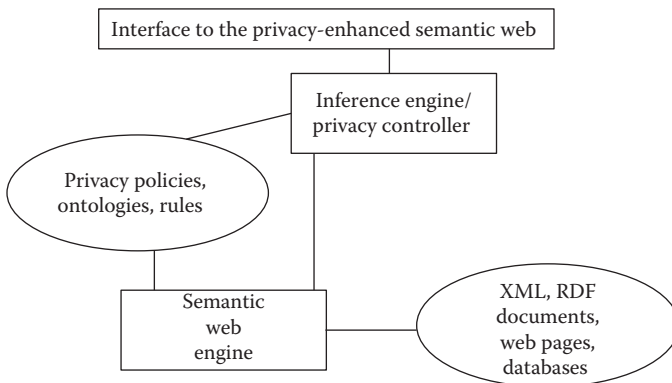 Interface to the privacy-enhanced semantic web
Inference engine/
privacy controller
Privacy policies,
ontologies, rules
Semantic
web
engine
XML, RDF
documents,
web pages,
databases